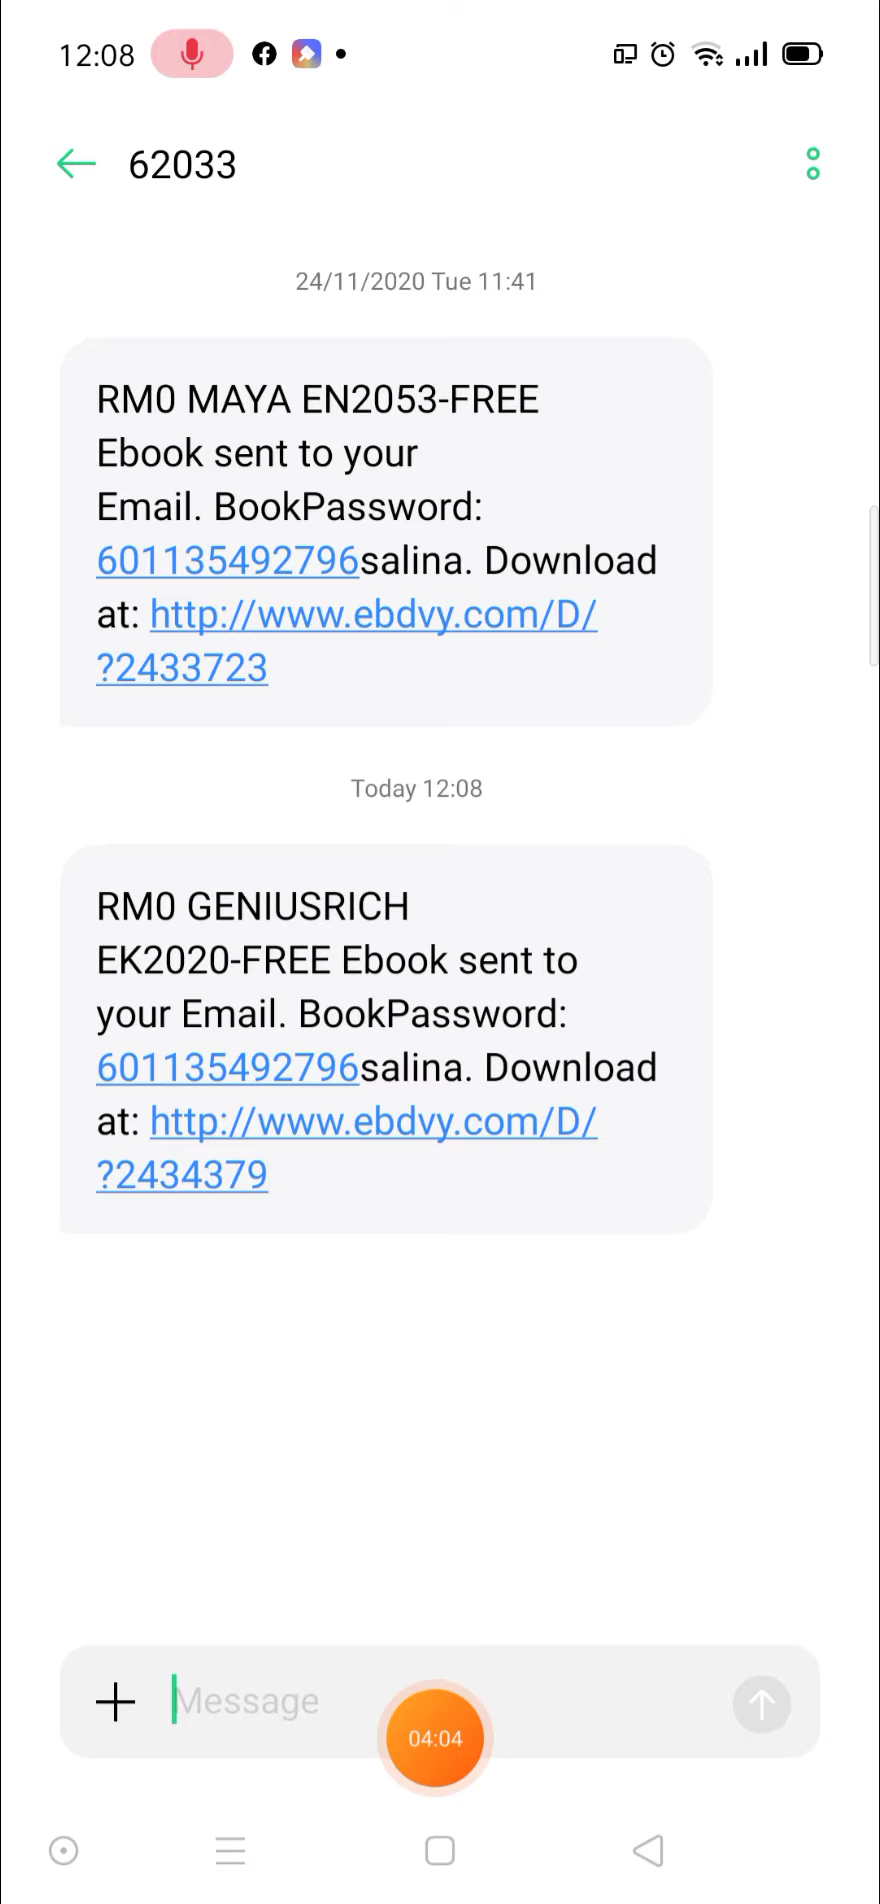 12:08
62033
24/11/2020 Tue 11:41
RM0 MAYA EN2053-FREE
Ebook sent to your
Email. BookPassword:
601135492796salina. Download
at: http://www.ebdvy.com/D/
?2433723
Today 12:08
RM0 GENIUSRICH
EK2020-FREE Ebook sent to
your Email. BookPassword:
601135492796salina. Download
at: http://www.ebdvy.com/D/
?2434379
Message
04:04